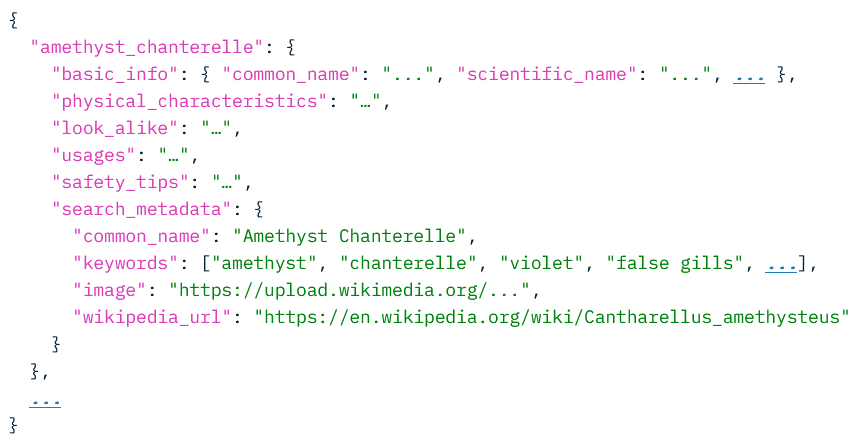 {
"amethyst_chanterelle": {
"basic_info": { "common_name": "...", "scientific_name": "...", ... },
"physical_characteristics": "…",
"look_alike": "…",
"usages": "…",
"safety_tips": "…",
"search_metadata": {
"common_name": "Amethyst Chanterelle",
"keywords": ["amethyst", "chanterelle", "violet", "false gills", ...],
"image": "https://upload.wikimedia.org/...",
"wikipedia_url": "https://en.wikipedia.org/wiki/Cantharellus_amethysteus"
}
},
...
}